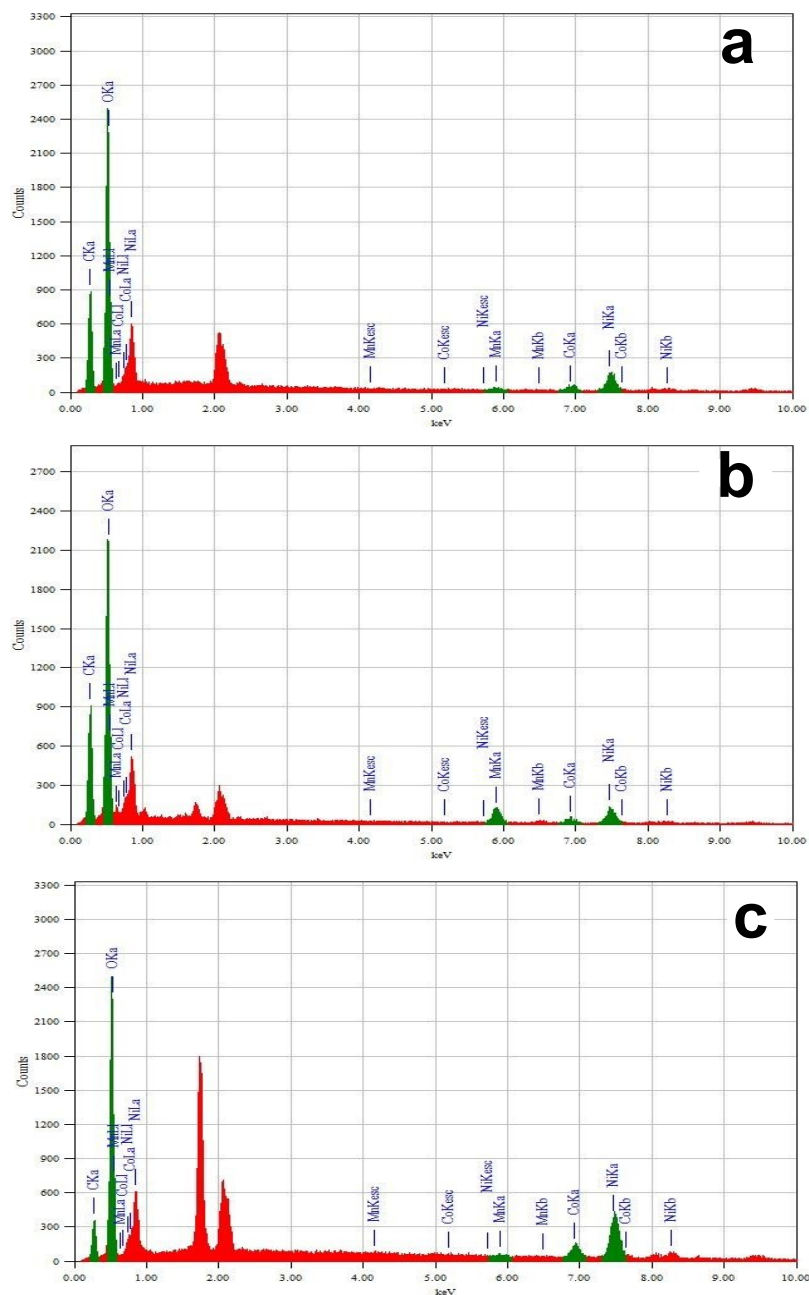 a
3300
3000
2700
2400
2100
1800
1500
1200
900
600
300
0
Counts
CKa
OKa
MnLl
MnLa
CoLl
CoLa
NiLl
NiLa
MnKesc
CoKesc
NiKesc
MnKa
MnKb
CoKa
NiKa
CoKb
NiKb
0.00 1.00 2.00 3.00 4.00 5.00 6.00 7.00 8.00 9.00 10.00
keV
b
2700
2400
2100
1800
1500
1200
900
600
300
0
Counts
CKa
OKa
MnLl
MnLa
CoLl
CoLa
NiLl
NiLa
MnKesc
CoKesc
NiKesc
MnKa
MnKb
CoKa
NiKa
CoKb
NiKb
0.00 1.00 2.00 3.00 4.00 5.00 6.00 7.00 8.00 9.00 10.00
keV
c
3300
3000
2700
2400
2100
1800
1500
1200
900
600
300
0
Counts
CKa
OKa
MnLl
MnLa
CoLl
CoLa
NiLl
NiLa
MnKesc
CoKesc
NiKesc
MnKa
MnKb
CoKa
NiKa
CoKb
NiKb
0.00 1.00 2.00 3.00 4.00 5.00 6.00 7.00 8.00 9.00 10.00
keV